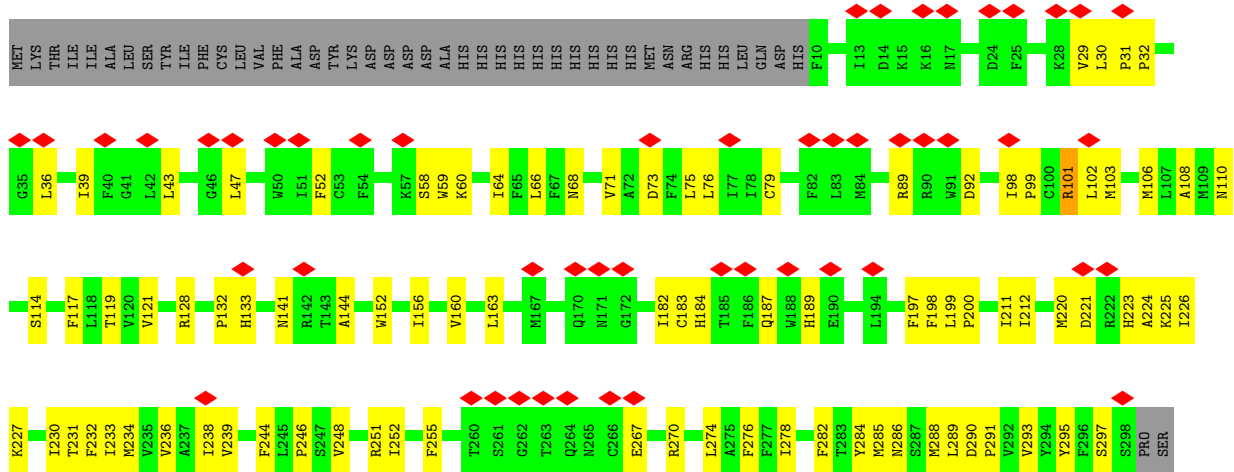 MET LYS THR ILE ILE ALA LEU SER TYR ILE PHE CYS LEU VAL PHE ALA ASP TYR LYS ASP ASP ASP ASP ALA HIS HIS HIS HIS HIS HIS HIS HIS HIS HIS MET ASN ARG HIS HIS LEU GLN ASP HIS F10 I13 D14 K15 K16 N17 D24 F25 K28 V29 L30 P31 P32
G35 L36 I39 F40 G41 L42 L43 G46 L47 W50 I51 F52 C53 F54 K57 S58 W59 K60 I64 F65 L66 F67 N68 V71 A72 D73 F74 L75 L76 I77 I78 C79 F82 L83 M84 R89 R90 W91 D92 I98 P99 C100 R101 L102 M103 M106 L107 A108 M109 N110
S114 F117 L118 T119 V120 V121 R128 P132 H133 N141 R142 T143 A144 W152 I156 V160 L163 M167 Q170 N171 G172 I182 C183 H184 T185 F186 Q187 W188 H189 E190 L194 F197 F198 L199 P200 I211 I212 M220 D221 R222 H223 A224 K225 I226
K227 I230 T231 F232 I233 M234 V235 V236 A237 I238 V239 F244 L245 P246 S247 V248 R251 I252 F255 T260 S261 G262 T263 Q264 N265 C266 E267 R270 L274 A275 F276 F277 I278 F282 T283 Y284 M285 N286 S287 M288 L289 D290 P291 V292 V293 Y294 Y295 F296 S297 S298 PRO SER